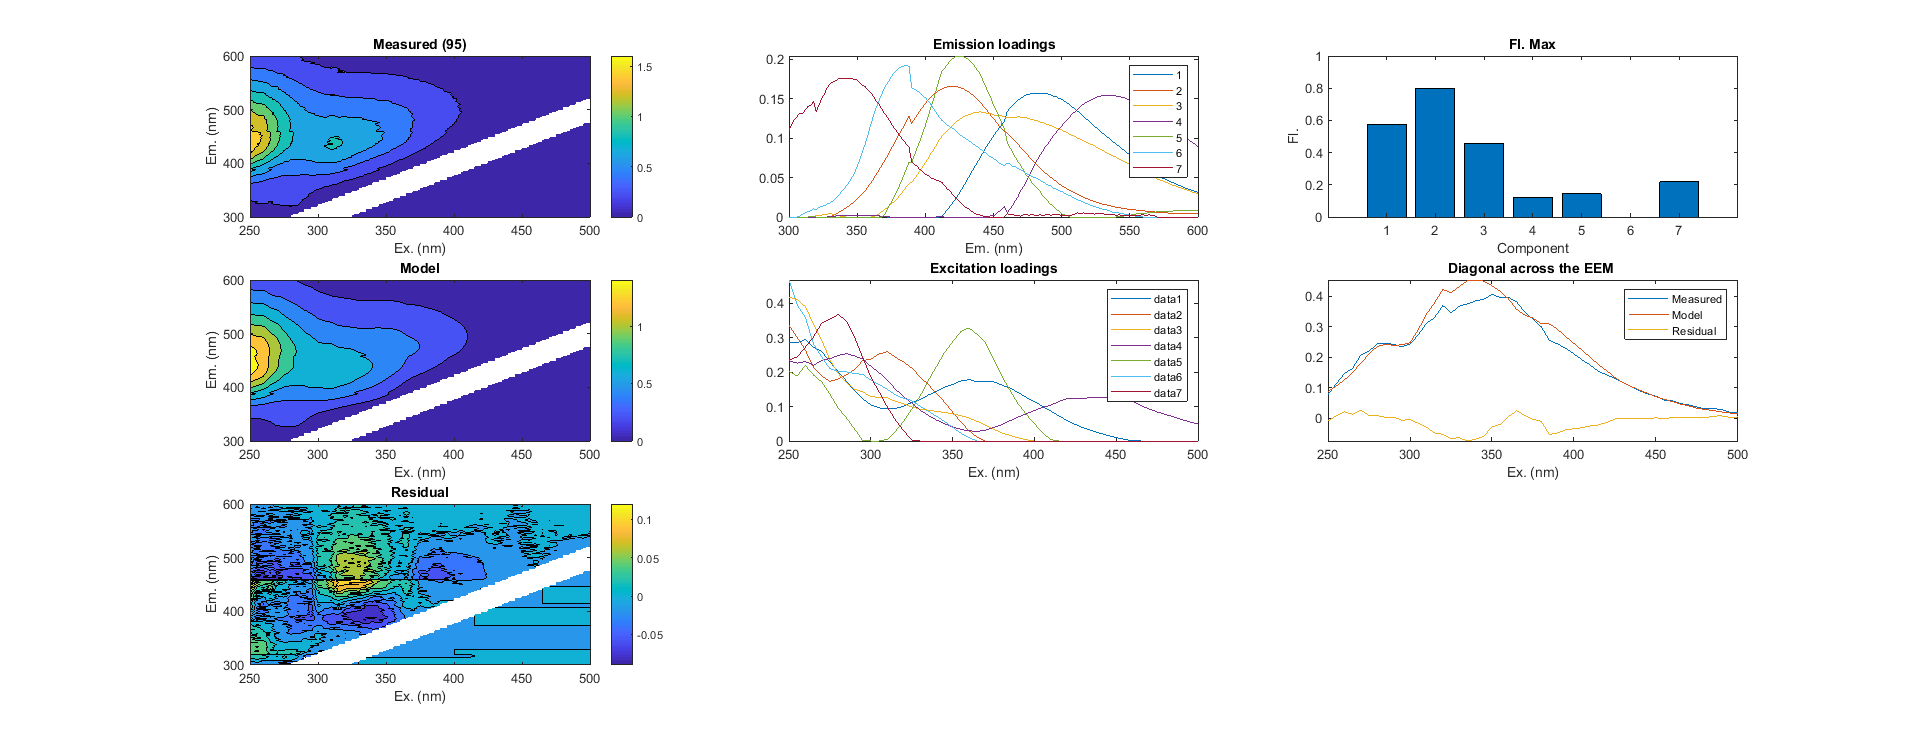 Measured (95)
600
500
400
300
Em. (nm)
250 300 350 400 450 500
Ex. (nm)
1.5
1
0.5
0
Emission loadings
0.2
0.15
0.1
0.05
0
300 350 400 450 500 550 600
Em. (nm)
1
2
3
4
5
6
7
Fl. Max
1
0.8
0.6
0.4
0.2
0
Fl.
1 2 3 4 5 6 7
Component
Model
600
500
400
300
Em. (nm)
250 300 350 400 450 500
Ex. (nm)
1
0.5
0
Excitation loadings
0.4
0.3
0.2
0.1
0
250 300 350 400 450 500
Ex. (nm)
data1
data2
data3
data4
data5
data6
data7
Diagonal across the EEM
0.4
0.3
0.2
0.1
0
250 300 350 400 450 500
Ex. (nm)
Measured
Model
Residual
Residual
600
500
400
300
Em. (nm)
250 300 350 400 450 500
Ex. (nm)
0.1
0.05
0
-0.05